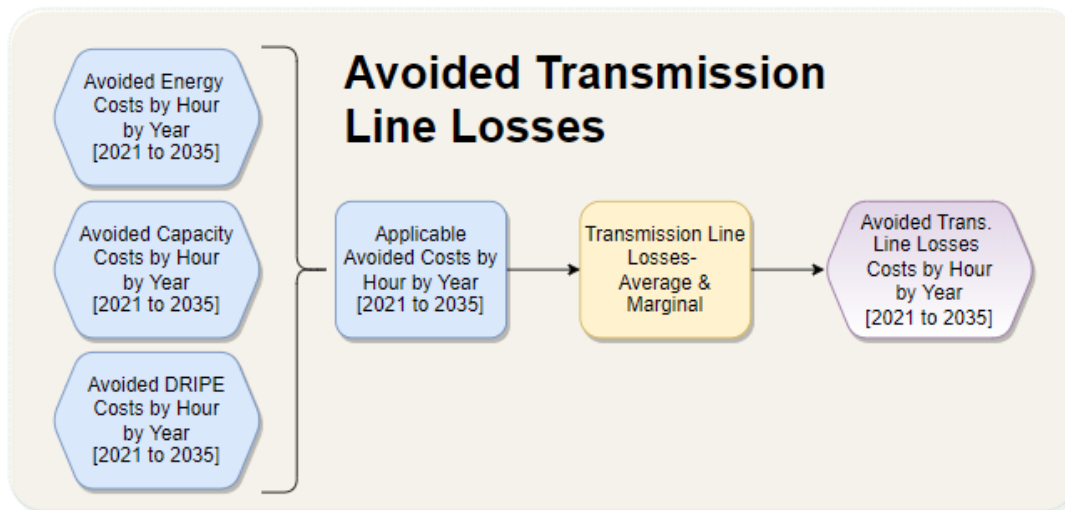 Avoided Transmission
Line Losses
Avoided Energy
Costs by Hour
by Year
[2021 to 2035]
Avoided Capacity
Costs by Hour
by Year
[2021 to 2035]
Avoided DRIPE
Costs by Hour
by Year
[2021 to 2035]
Applicable
Avoided Costs by
Hour by Year
[2021 to 2035]
Transmission Line
Losses-
Average &
Marginal
Avoided Trans.
Line Losses
Costs by Hour
by Year
[2021 to 2035]